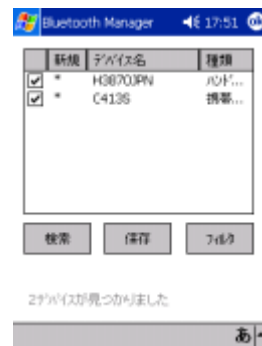 Bluetooth Manager 17:51
新規 デバイス名 種類
* H3870JPN ハンド...
* C413S 携帯...
検索 保存 フィルタ
2デバイスが見つかりました
あ